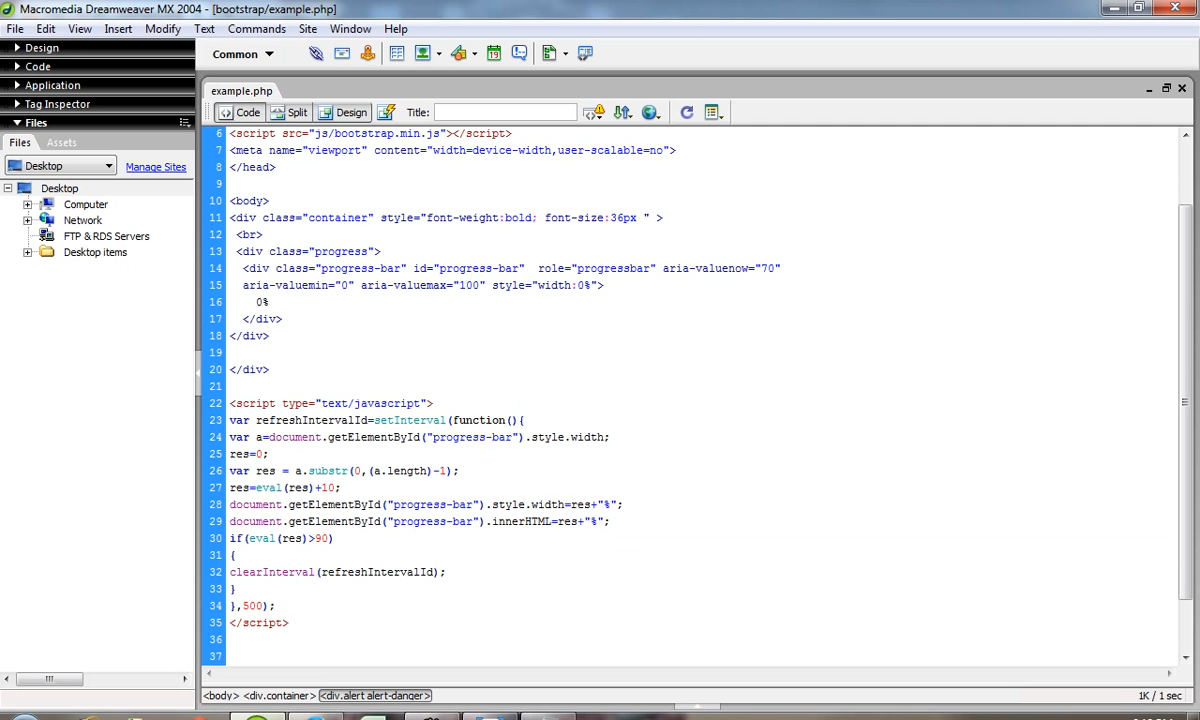 Macromedia Dreamweaver MX 2004 - [bootstrap/example.php]
File Edit View Insert Modify Text Commands Site Window Help
Design
Code
Application
Tag Inspector
Files
Files Assets
Desktop Manage Sites
Desktop
Computer
Network
FTP & RDS Servers
Desktop items
Common
19
example.php
Code Split Design Title:
6 <script src="js/bootstrap.min.js"></script>
7 <meta name="viewport" content="width=device-width,user-scalable=no">
8 </head>
9
10 <body>
11 <div class="container" style="font-weight:bold; font-size:36px " >
12 <br>
13 <div class="progress">
14 <div class="progress-bar" id="progress-bar"  role="progressbar" aria-valuenow="70"
15 aria-valuemin="0" aria-valuemax="100" style="width:0%">
16 0%
17 </div>
18 </div>
19
20 </div>
21
22 <script type="text/javascript">
23 var refreshIntervalId=setInterval(function(){
24 var a=document.getElementById("progress-bar").style.width;
25 res=0;
26 var res = a.substr(0,(a.length)-1);
27 res=eval(res)+10;
28 document.getElementById("progress-bar").style.width=res+"%";
29 document.getElementById("progress-bar").innerHTML=res+"%";
30 if(eval(res)>90)
31 {
32 clearInterval(refreshIntervalId);
33 }
34 },500);
35 </script>
36
37
<body> <div.container> <div.alert alert-danger> 1K / 1 sec